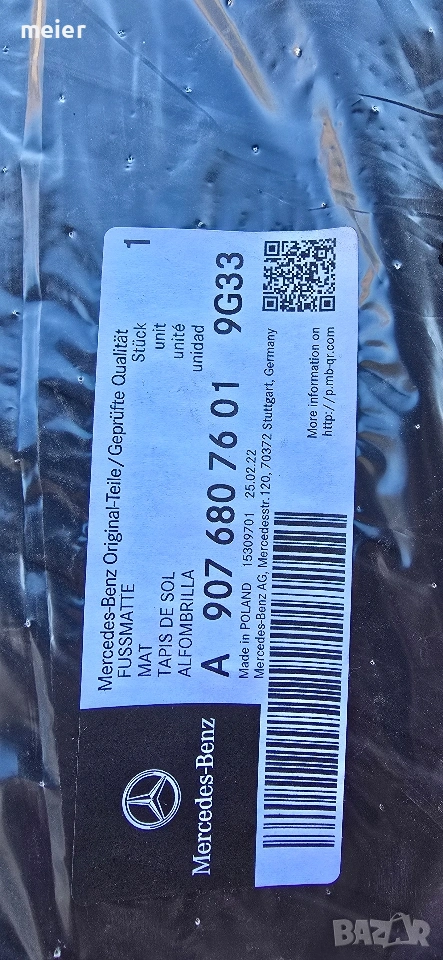 meier
Mercedes-Benz Original-Teile/Geprüfte Qualität
FUSSMATTE Stück 1
MAT unit
TAPIS DE SOL unité
ALFOMBRILLA unidad
A 907 680 76 01 9G33
Made in POLAND 15309701 25.02.22
Mercedes-Benz AG, Mercedesstr.120, 70372 Stuttgart, Germany
More information on
http://p.mb-qr.com
Mercedes-Benz
BAZAR